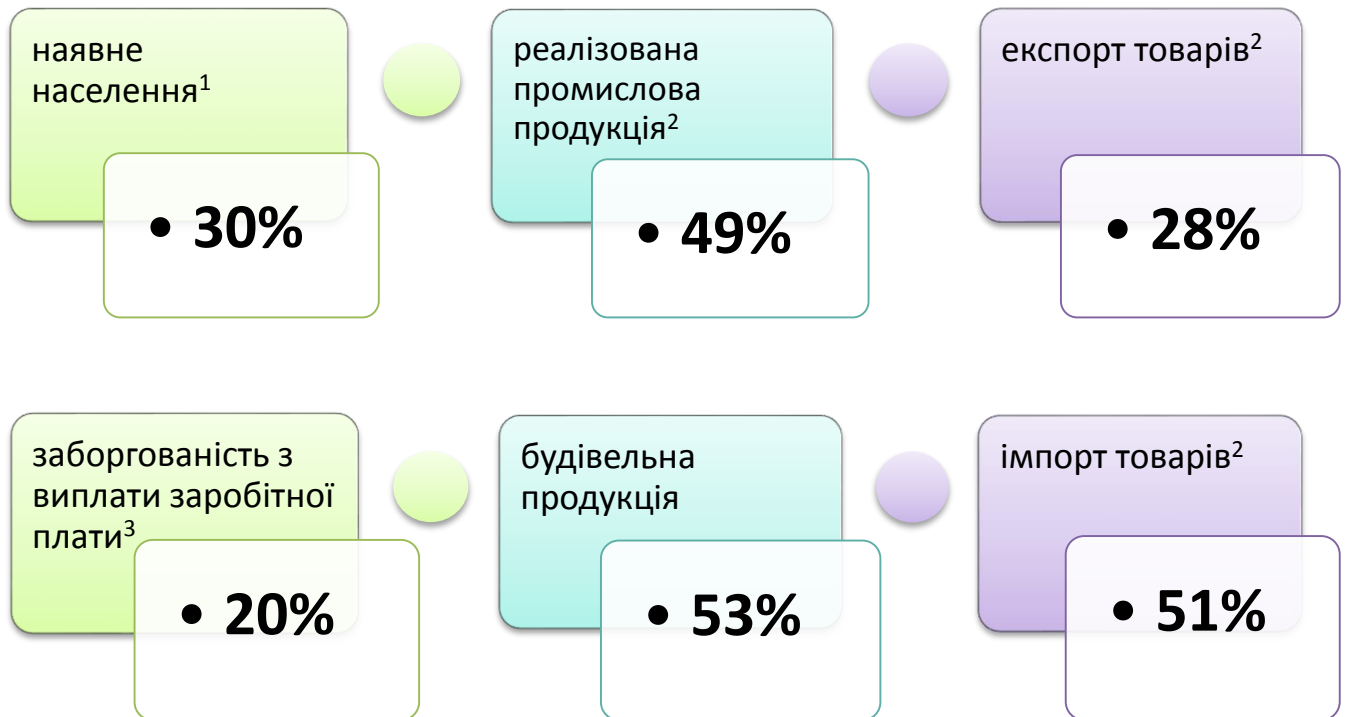 наявне
населення¹
• 30%
реалізована
промислова
продукція²
• 49%
експорт товарів²
• 28%
заборгованість з
виплати заробітної
плати³
• 20%
будівельна
продукція
• 53%
імпорт товарів²
• 51%